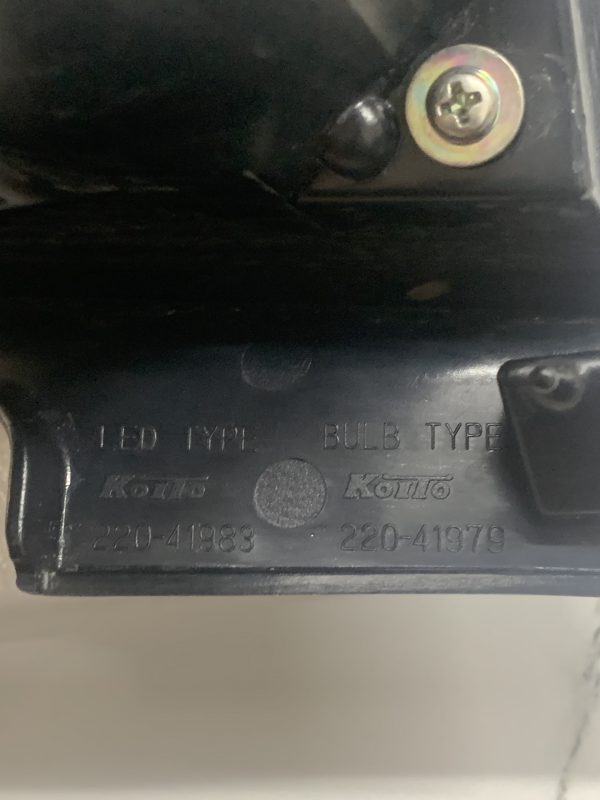 LED TYPE BULB TYPE
KOITO KOITO
220-41983 220-41979